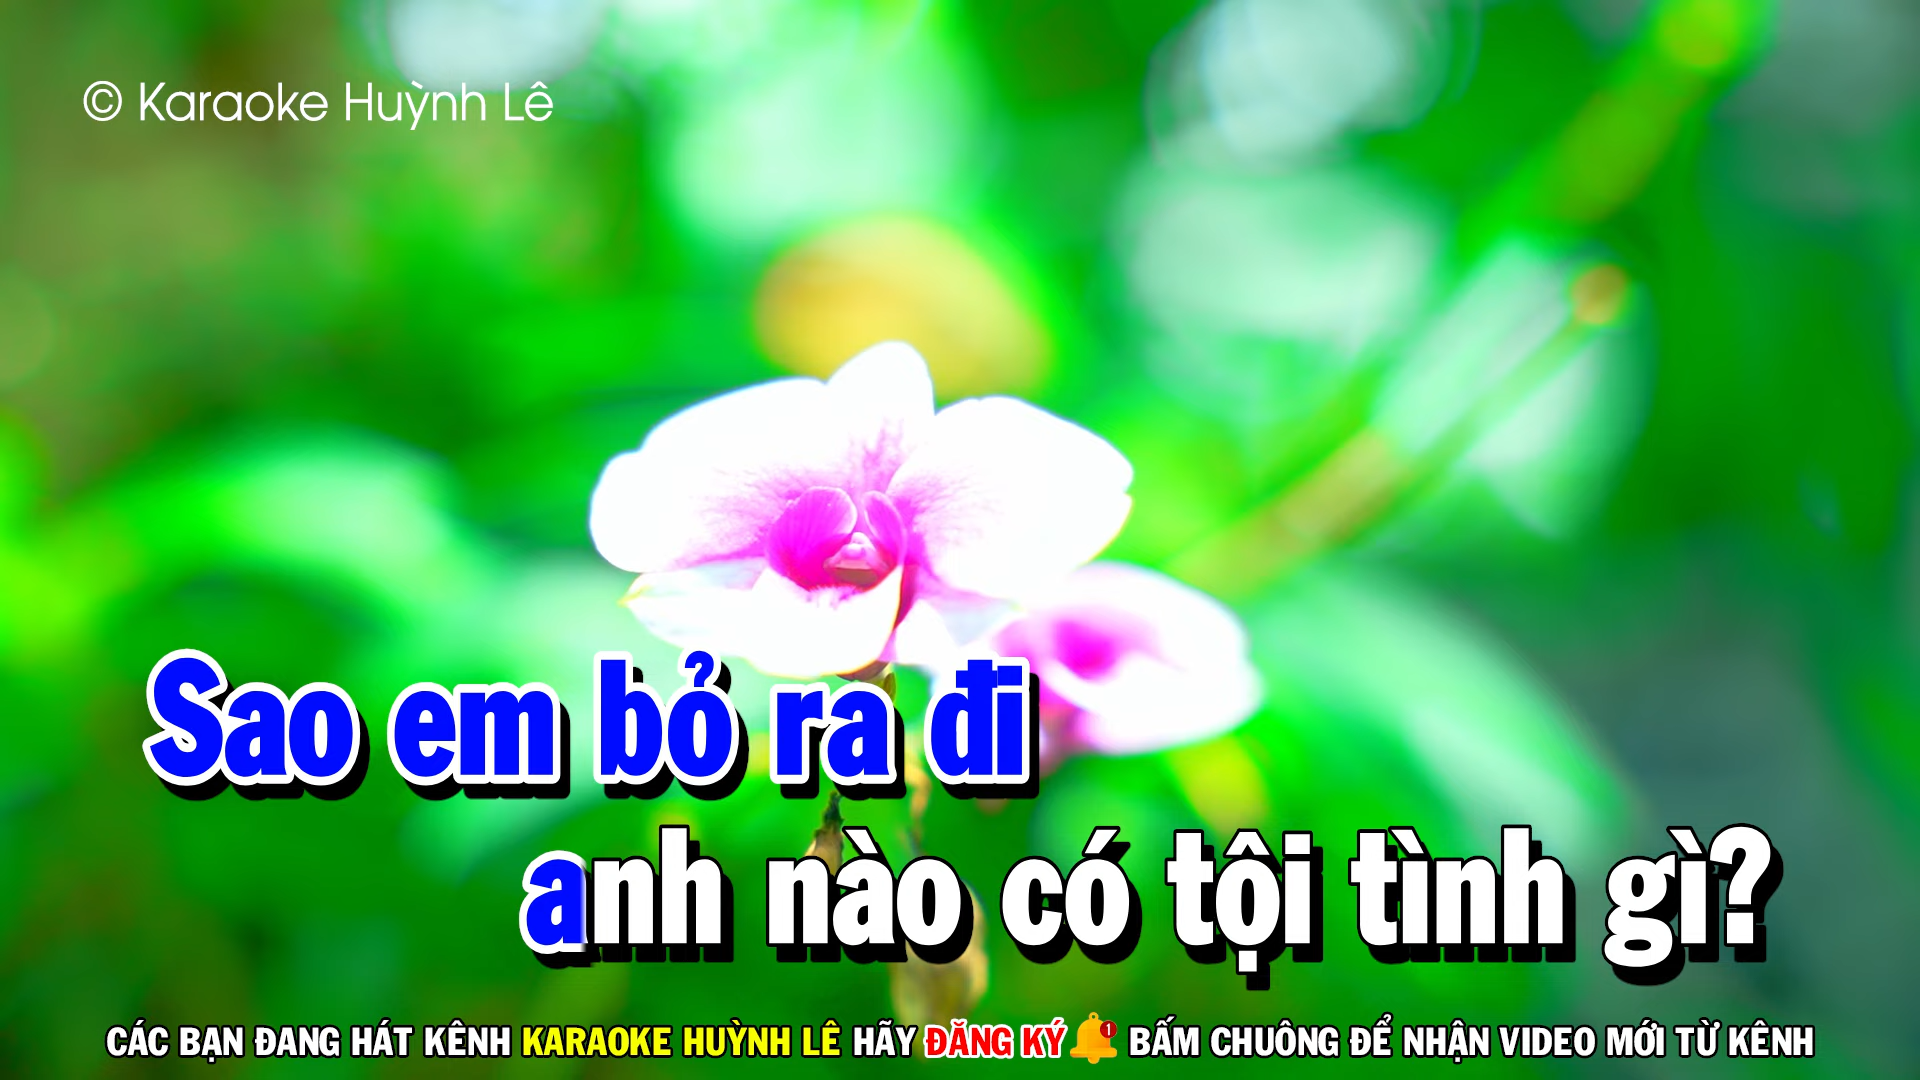 © Karaoke Huỳnh Lê
Sao em bỏ ra đi
anh nào có tội tình gì?
CÁC BẠN ĐANG HÁT KÊNH KARAOKE HUỲNH LÊ HÃY ĐĂNG KÝ 1 BẤM CHUÔNG ĐỂ NHẬN VIDEO MỚI TỪ KÊNH